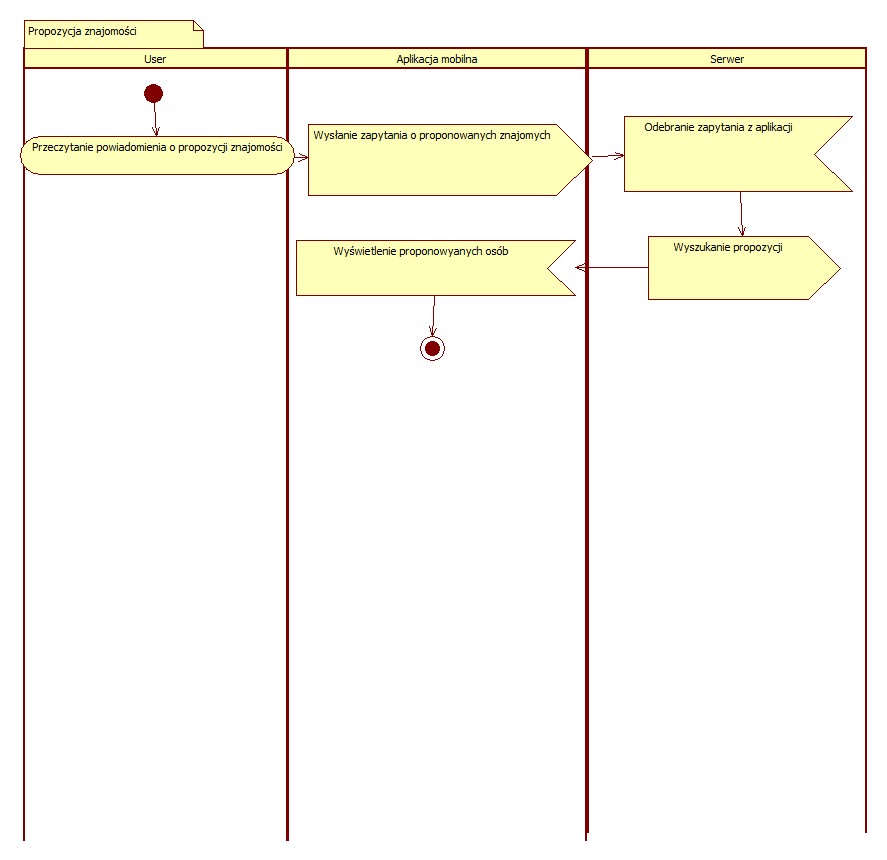 Propozycja znajomości
User
Aplikacja mobilna
Serwer
Przeczytanie powiadomienia o propozycji znajomości
Wysłanie zapytania o proponowanych znajomych
Odebranie zapytania z aplikacji
Wyszukanie propozycji
Wyświetlenie proponowyanych osób